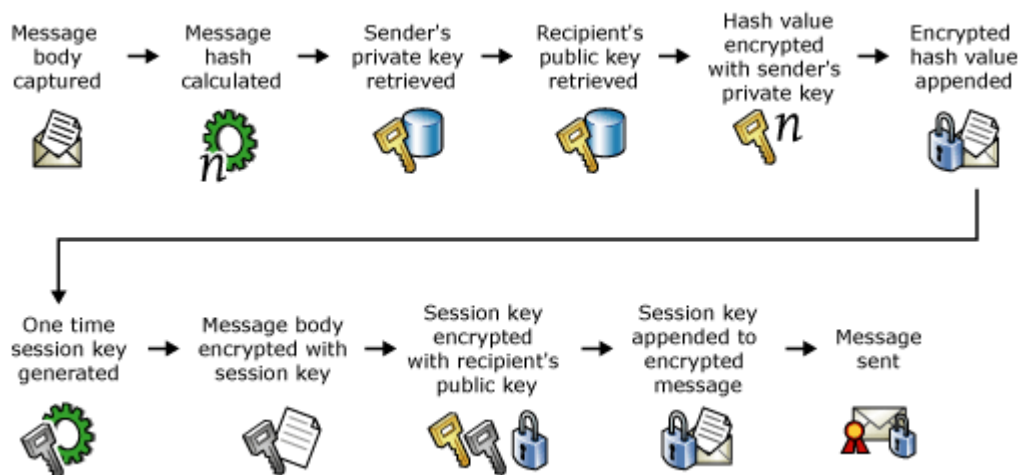 Message
body
captured
Message
hash
calculated
Sender's
private key
retrieved
Recipient's
public key
retrieved
Hash value
encrypted
with sender's
private key
Encrypted
hash value
appended
n
n
One time
session key
generated
Message body
encrypted with
session key
Session key
encrypted
with recipient's
public key
Session key
appended to
encrypted
message
Message
sent